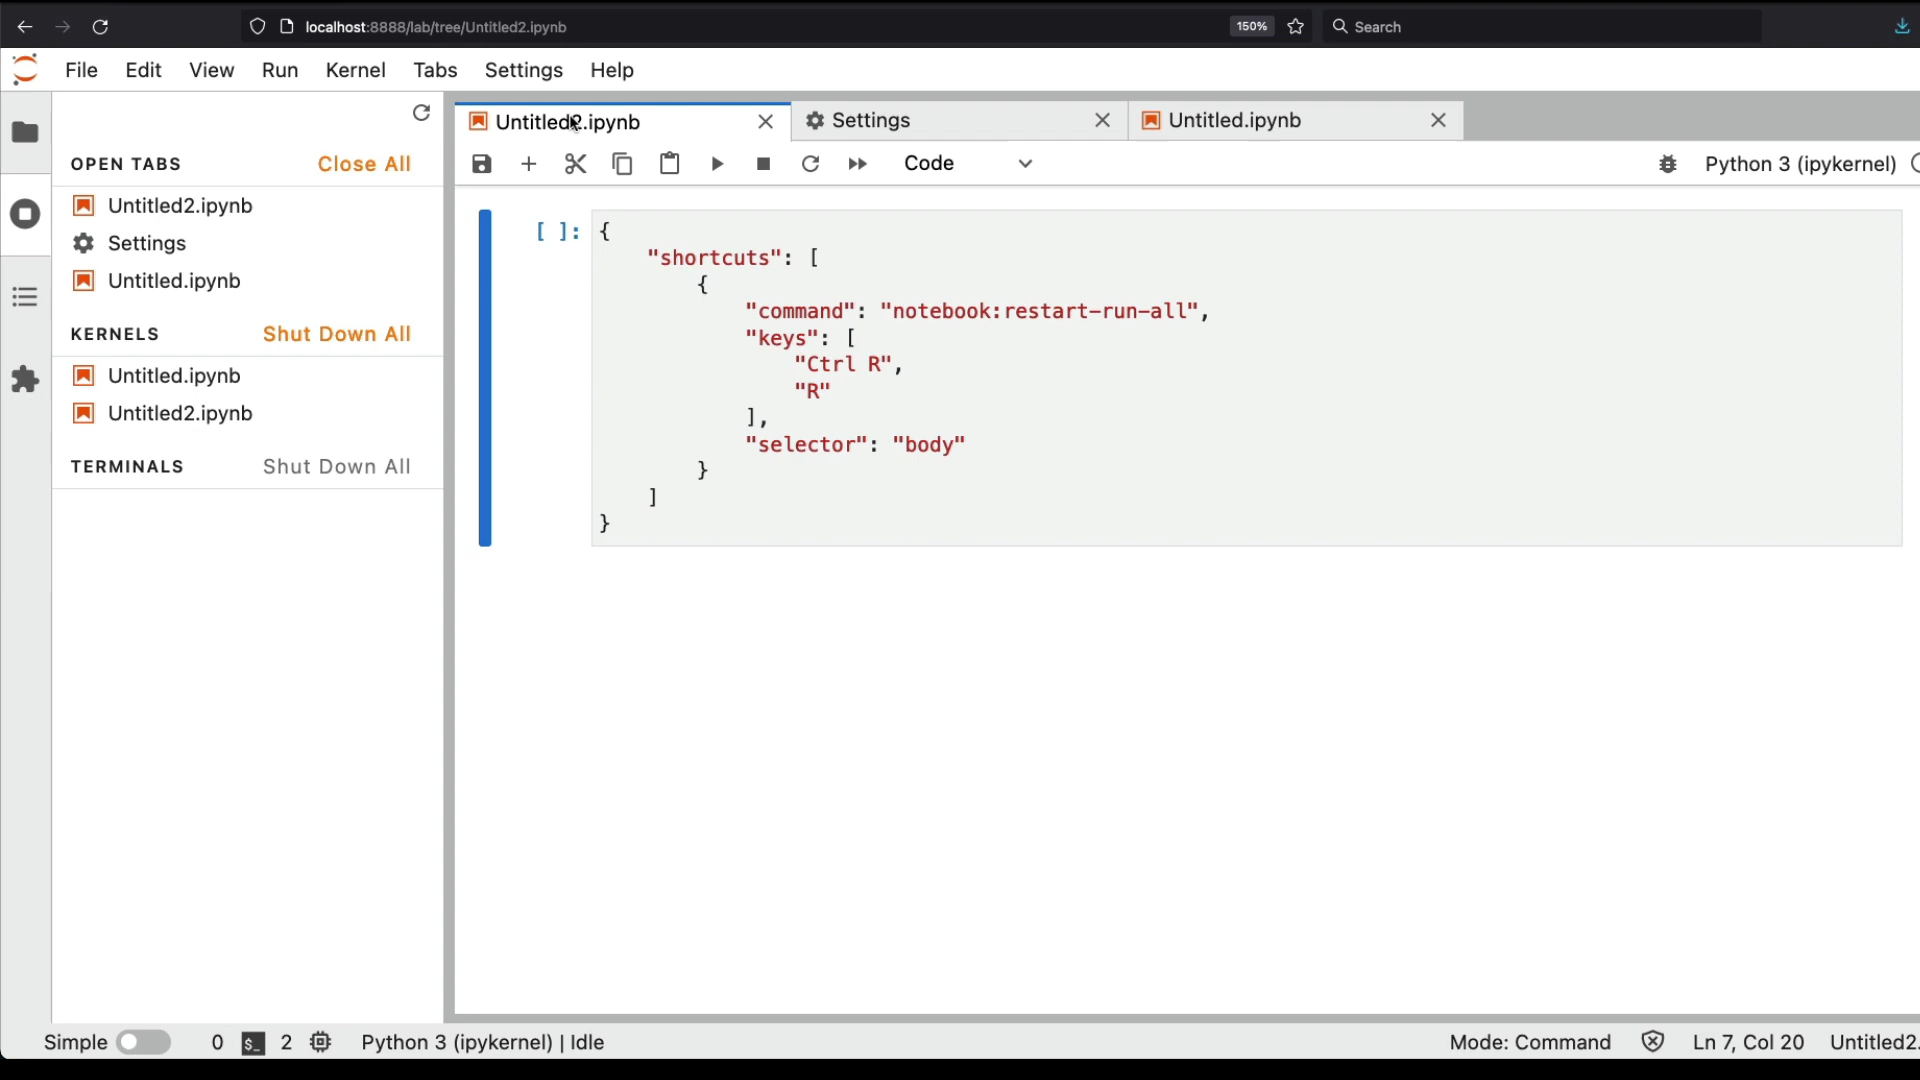 localhost:8888/lab/tree/Untitled2.ipynb
150%
Search
File Edit View Run Kernel Tabs Settings Help
Untitled2.ipynb
Settings
Untitled.ipynb
OPEN TABS Close All
Untitled2.ipynb
Settings
Untitled.ipynb
KERNELS Shut Down All
Untitled.ipynb
Untitled2.ipynb
TERMINALS Shut Down All
Code
Python 3 (ipykernel)
[ ]: {
"shortcuts": [
{
"command": "notebook:restart-run-all",
"keys": [
"Ctrl R",
"R"
],
"selector": "body"
}
]
}
Simple 0 $_ 2 Python 3 (ipykernel) | Idle Mode: Command Ln 7, Col 20 Untitled2.